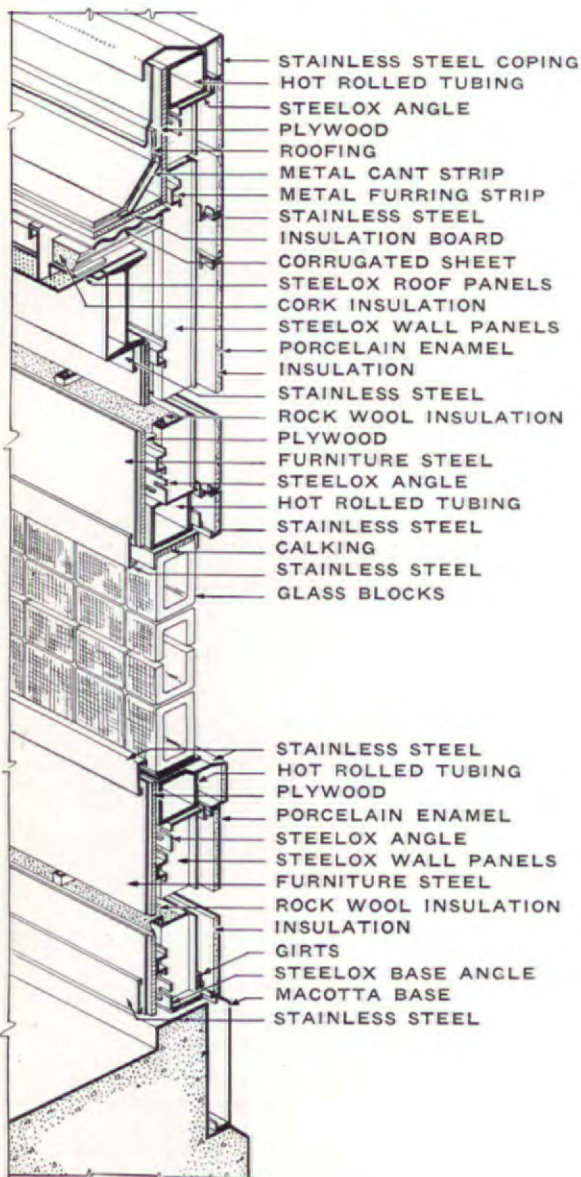 STAINLESS STEEL COPING
HOT ROLLED TUBING
STEELOX ANGLE
PLYWOOD
ROOFING
METAL CANT STRIP
METAL FURRING STRIP
STAINLESS STEEL
INSULATION BOARD
CORRUGATED SHEET
STEELOX ROOF PANELS
CORK INSULATION
STEELOX WALL PANELS
PORCELAIN ENAMEL
INSULATION
STAINLESS STEEL
ROCK WOOL INSULATION
PLYWOOD
FURNITURE STEEL
STEELOX ANGLE
HOT ROLLED TUBING
STAINLESS STEEL
CALKING
STAINLESS STEEL
GLASS BLOCKS
STAINLESS STEEL
HOT ROLLED TUBING
PLYWOOD
PORCELAIN ENAMEL
STEELOX ANGLE
STEELOX WALL PANELS
FURNITURE STEEL
ROCK WOOL INSULATION
INSULATION
GIRTS
STEELOX BASE ANGLE
MACOTTA BASE
STAINLESS STEEL